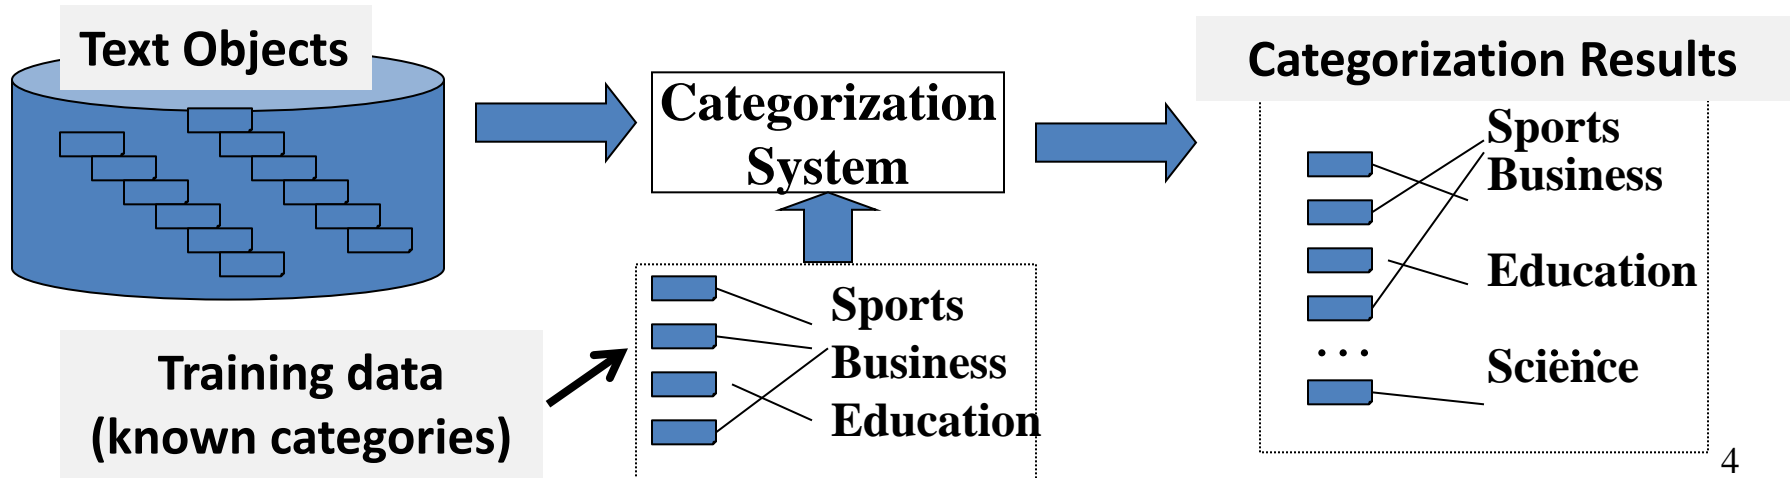 Text Objects
Categorization
System
Categorization Results
Sports
Business
Education
. . .
. . .
Science
Training data
(known categories)
Sports
Business
Education
4